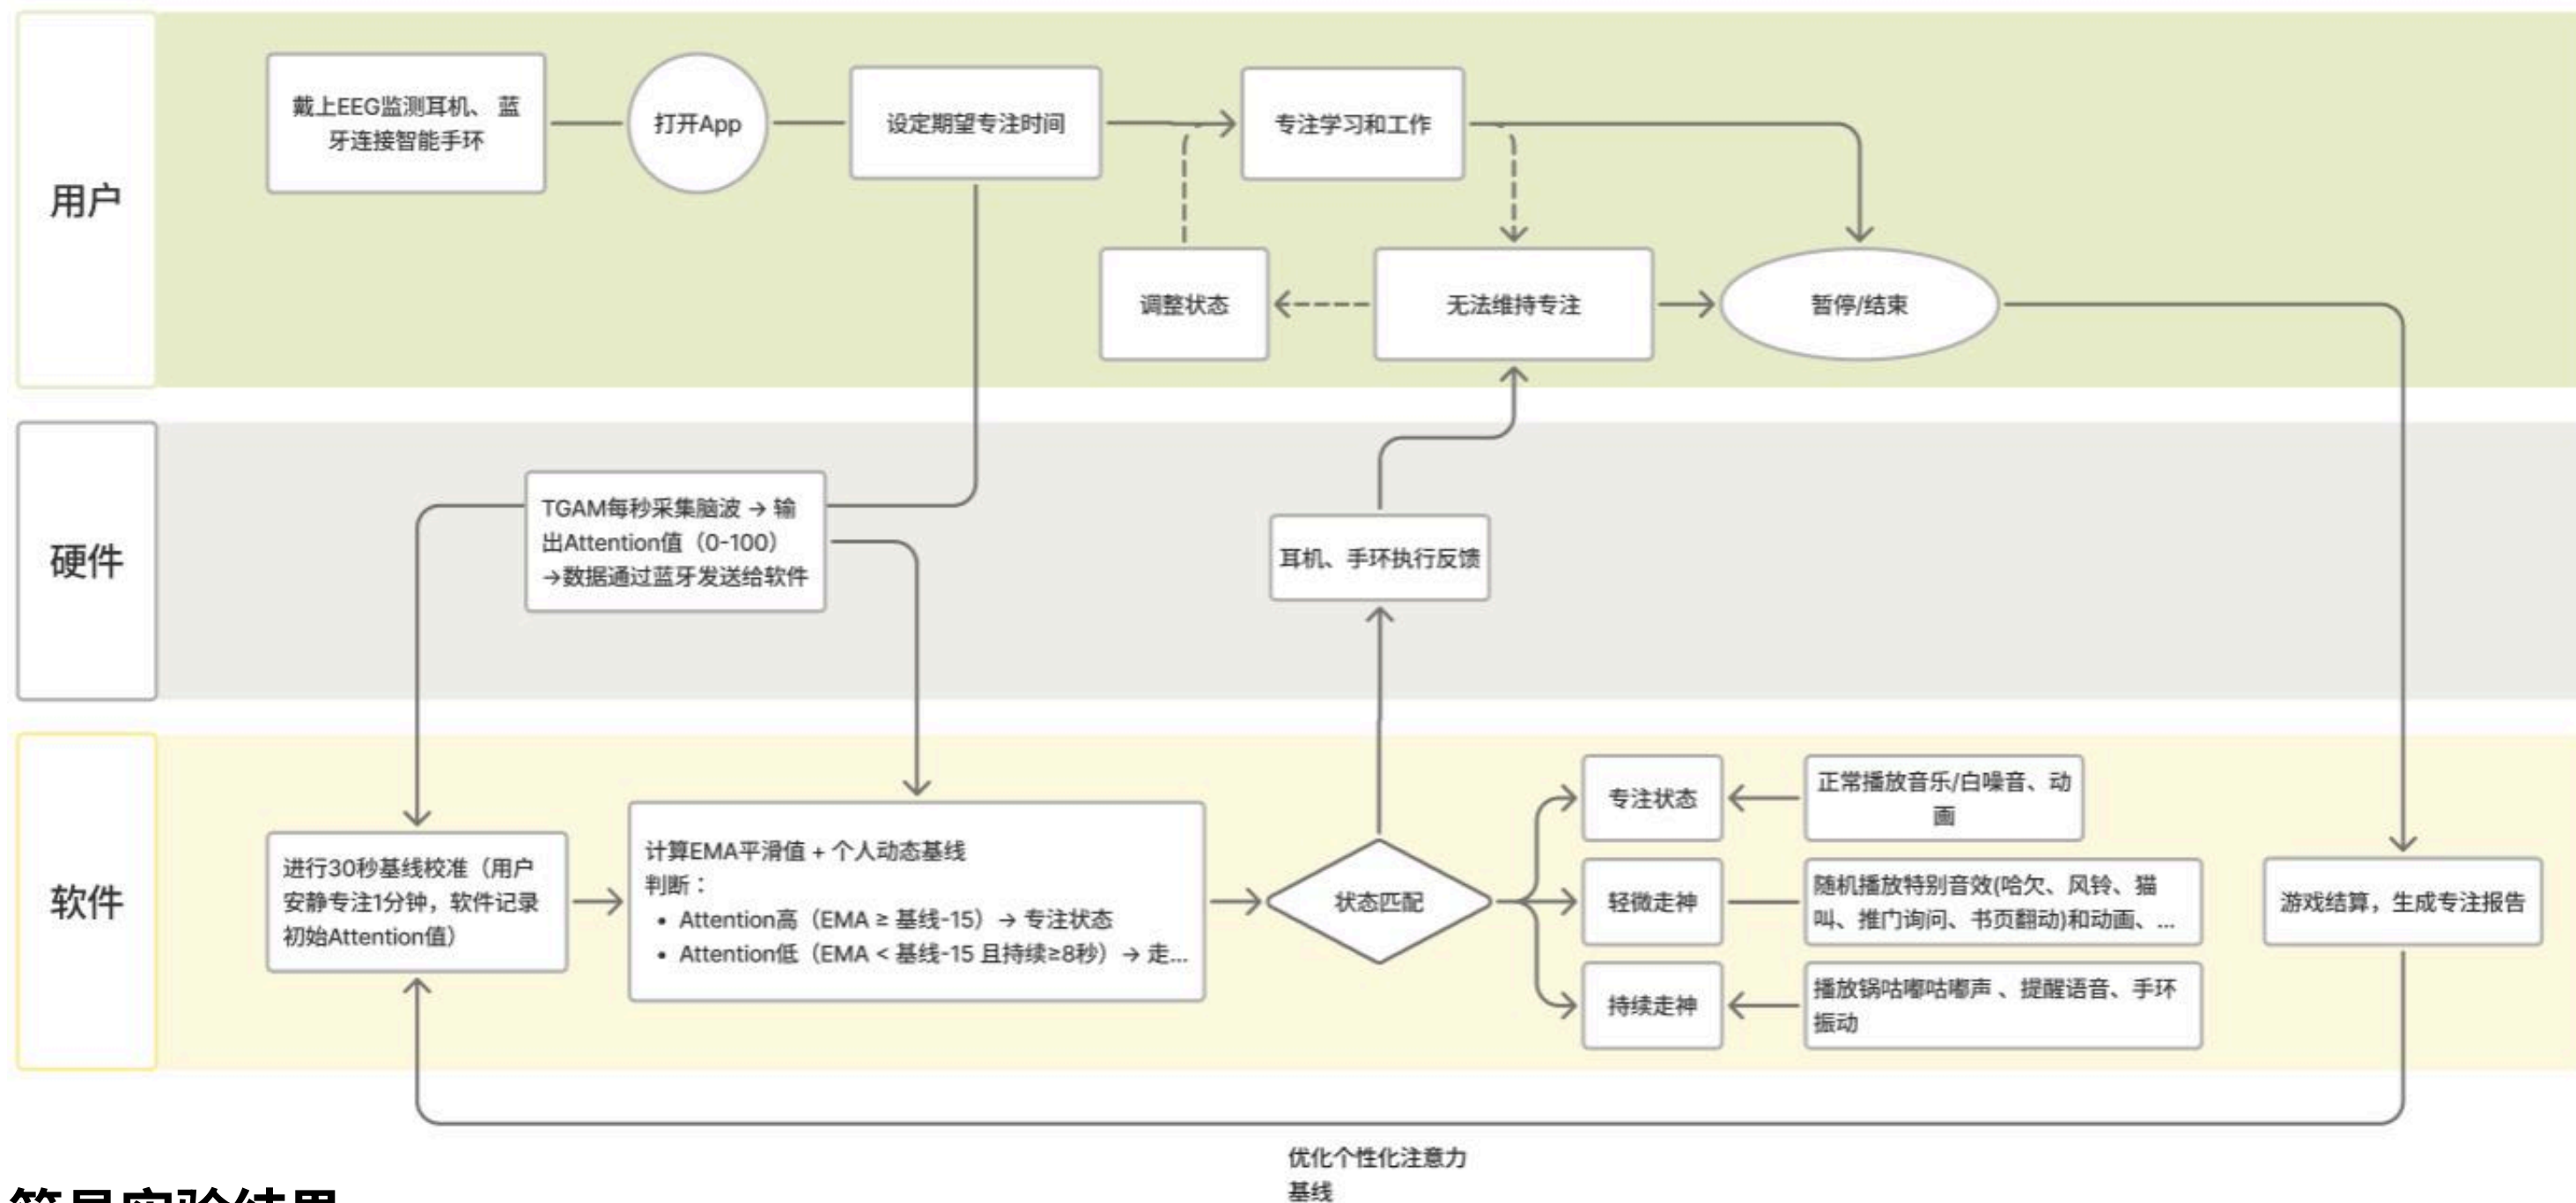 用户
戴上EEG监测耳机、 蓝
牙连接智能手环
打开App
设定期望专注时间
专注学习和工作
调整状态
无法维持专注
暂停/结束
硬件
TGAM每秒采集脑波 → 输
出Attention值（0-100）
→数据通过蓝牙发送给软件
耳机、手环执行反馈
软件
进行30秒基线校准（用户
安静专注1分钟，软件记录
初始Attention值）
计算EMA平滑值 + 个人动态基线
判断：
• Attention高（EMA ≥ 基线-15）→ 专注状态
• Attention低（EMA < 基线-15 且持续≥8秒）→ 走...
状态匹配
专注状态
正常播放音乐/白噪音、动
画
轻微走神
随机播放特别音效(哈欠、风铃、猫
叫、推门询问、书页翻动)和动画、...
持续走神
播放锅咕嘟咕嘟声 、提醒语音、手环
振动
游戏结算，生成专注报告
优化个性化注意力
基线